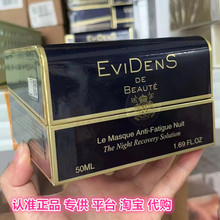 EVIDENS
DE
BEAUTÉ
Le Masque Anti-Fatigue Nuit
The Night Recovery Solution
50ML
1.69 FL.OZ
认准正品 专供 平台 淘宝 代购